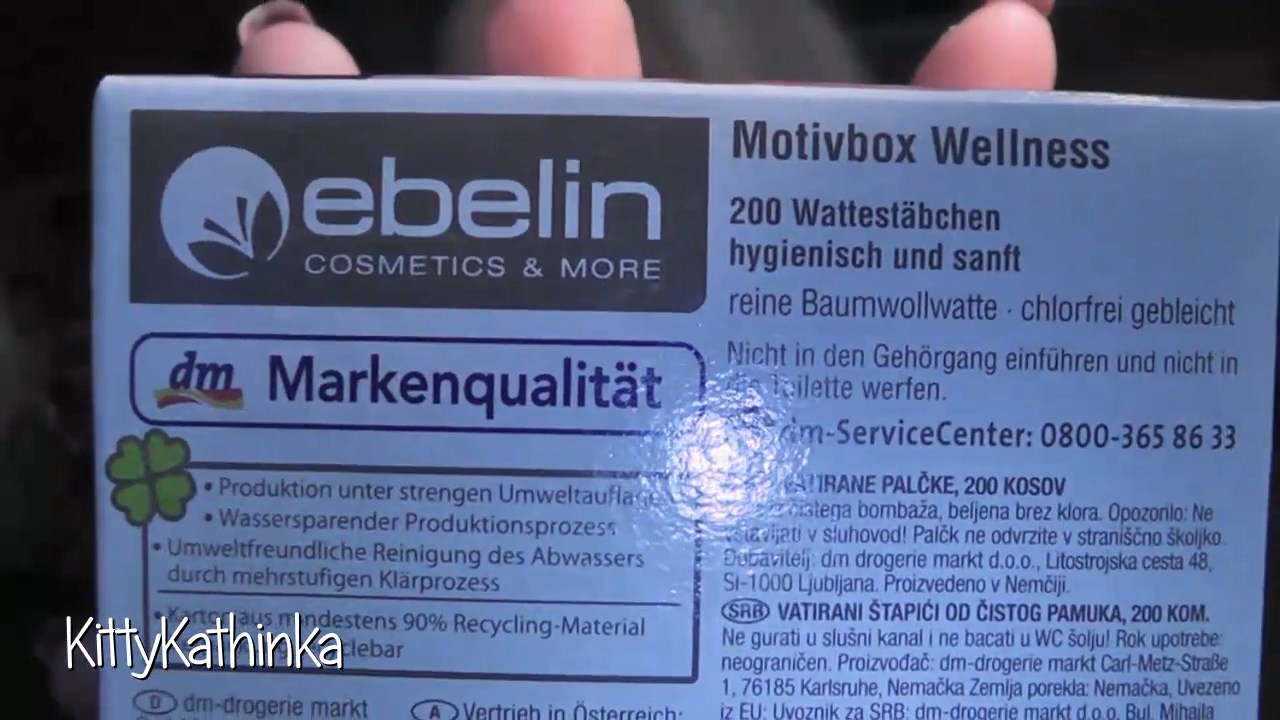 ebelin
COSMETICS & MORE
dm Markenqualität
• Produktion unter strengen
• Wassersparender Produktionsprozess
• Umweltfreundliche Reinigung des Abwassers
durch mehrstufigen Klärprozess
• Karton aus mindestens 90% Recycling-Material
KittyKathinka
D dm-drogerie markt
A Vertrieb in Österreich:
Motivbox Wellness
200 Wattestäbchen
hygienisch und sanft
reine Baumwollwatte · chlorfrei gebleicht
Nicht in den Gehörgang einführen und nicht in
die Toilette werfen.
dm-ServiceCenter: 0800-365 86 33
VATIRANE PALČKE, 200 KOSOV
čistega bombaža, beljena brez klora. Opozorilo: Ne
vstavljati v sluhovod! Palčk ne odvrzite v straniščno školjko.
Dobavitelj: dm drogerie markt d.o.o., Litostrojska cesta 48,
SI-1000 Ljubljana. Proizvedeno v Nemčiji.
SRB VATIRANI ŠTAPIĆI OD ČISTOG PAMUKA, 200 KOM.
Ne gurati u slušni kanal i ne bacati u WC šolju! Rok upotrebe:
neograničen. Proizvođač: dm-drogerie markt Carl-Metz-Straße
1, 76185 Karlsruhe, Nemačka Zemlja porekla: Nemačka, Uvezeno
iz EU: Uvoznik za SRB: dm-drogerie markt d.o.o. Bul. Mihaila